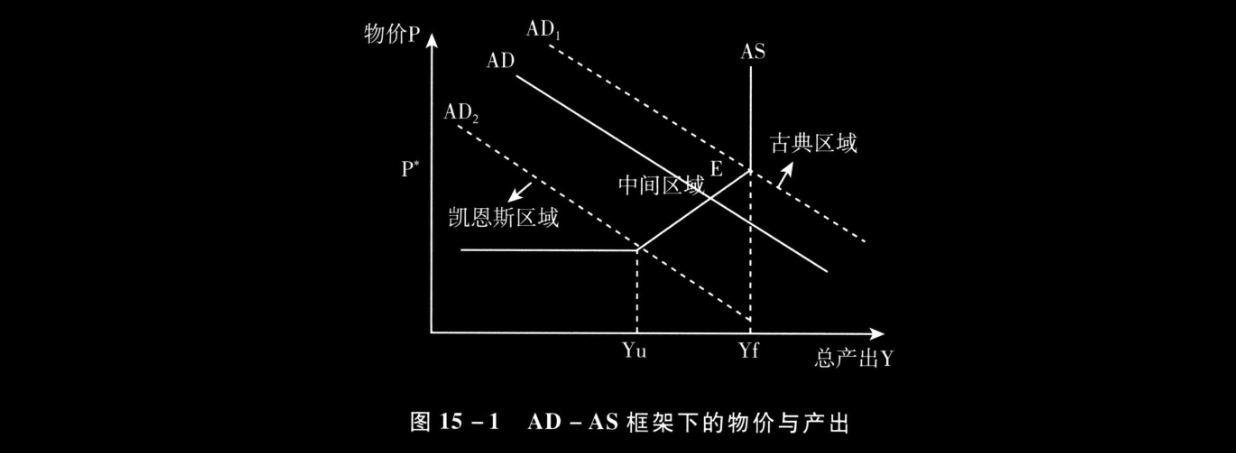 物价P
AD₁
AD
AS
AD₂
古典区域
P*
E
中间区域
凯恩斯区域
Yu
Yf
总产出Y
图 15－1 AD－AS 框架下的物价与产出